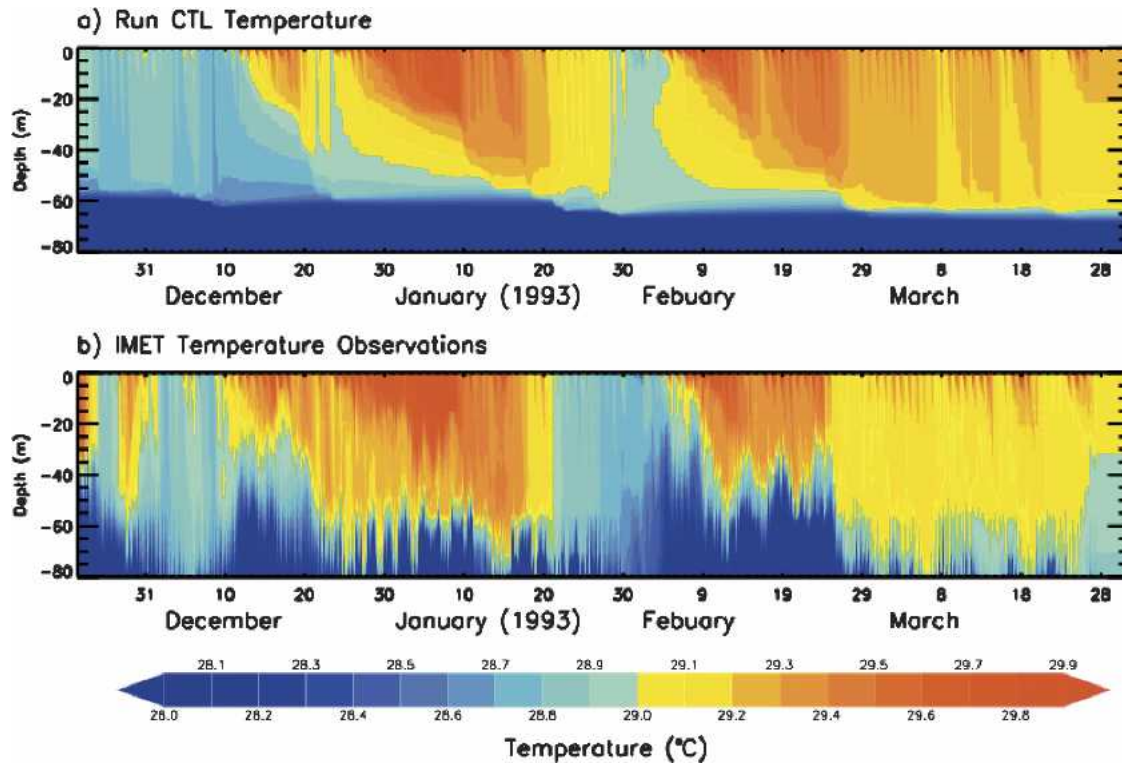 a) Run CTL Temperature
0
-20
-40
-60
-80
Depth (m)
31 10 20 30 10 20 30 9 19 29 8 18 28
December January (1993) Febuary March
b) IMET Temperature Observations
0
-20
-40
-60
-80
Depth (m)
31 10 20 30 10 20 30 9 19 29 8 18 28
December January (1993) Febuary March
28.1 28.3 28.5 28.7 28.9 29.1 29.3 29.5 29.7 29.9
28.0 28.2 28.4 28.6 28.8 29.0 29.2 29.4 29.6 29.8
Temperature (°C)